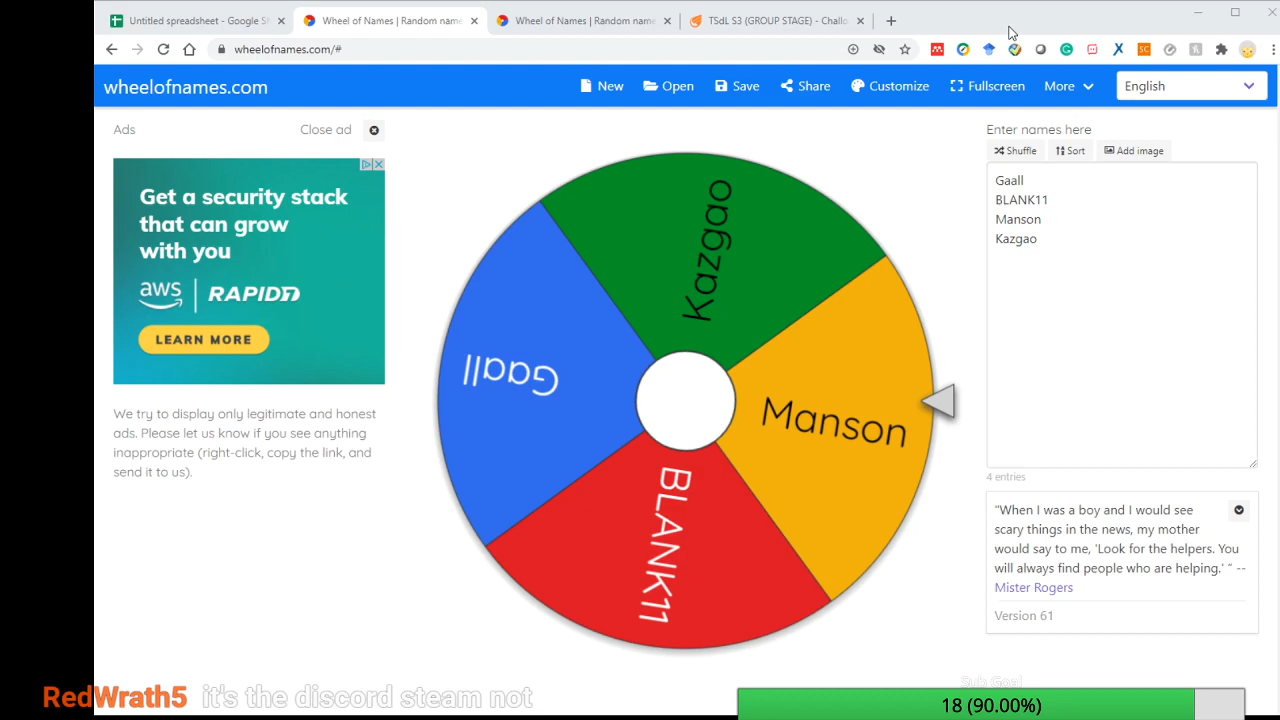 Untitled spreadsheet - Google Sh
Wheel of Names | Random name
Wheel of Names | Random name
TSdL S3 (GROUP STAGE) - Challo
wheelofnames.com/#
wheelofnames.com
New
Open
Save
Share
Customize
Fullscreen
More
English
Ads
Close ad
Get a security stack
that can grow
with you
aws
RAPID7
LEARN MORE
We try to display only legitimate and honest
ads. Please let us know if you see anything
inappropriate (right-click, copy the link, and
send it to us).
Kazgao
Gaall
Manson
BLANK11
Enter names here
Shuffle
Sort
Add image
Gaall
BLANK11
Manson
Kazgao
4 entries
"When I was a boy and I would see
scary things in the news, my mother
would say to me, 'Look for the helpers. You
will always find people who are helping.' " --
Mister Rogers
Version 61
RedWrath5 it's the discord steam not
Sub Goal
18 (90.00%)